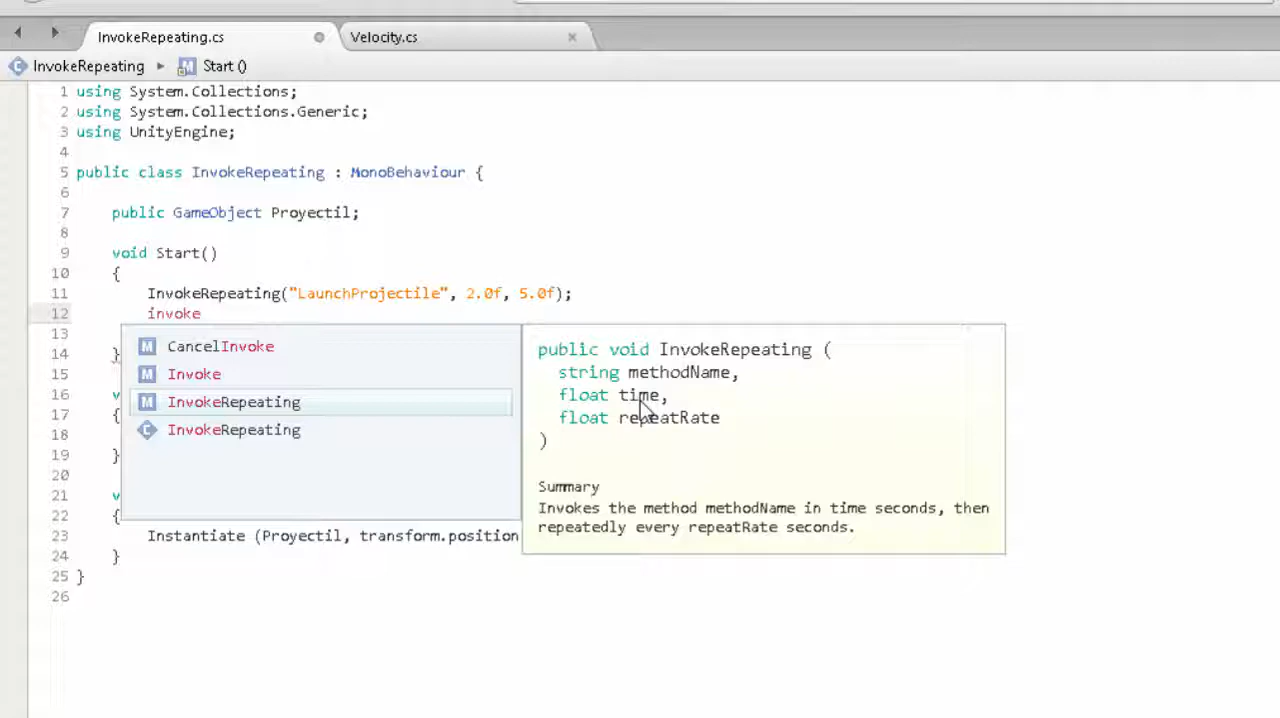 InvokeRepeating.cs
Velocity.cs
InvokeRepeating ▸ Start ()
1 using System.Collections;
2 using System.Collections.Generic;
3 using UnityEngine;
4
5 public class InvokeRepeating : MonoBehaviour {
6
7 public GameObject Proyectil;
8
9 void Start()
10 {
11 InvokeRepeating("LaunchProjectile", 2.0f, 5.0f);
12 invoke
13
14 }
15
16 v
17 {
18
19 }
20
21 v
22 {
23 Instantiate (Proyectil, transform.position
24 }
25 }
26
CancelInvoke
Invoke
InvokeRepeating
InvokeRepeating
public void InvokeRepeating (
string methodName,
float time,
float repeatRate
)
Summary
Invokes the method methodName in time seconds, then
repeatedly every repeatRate seconds.